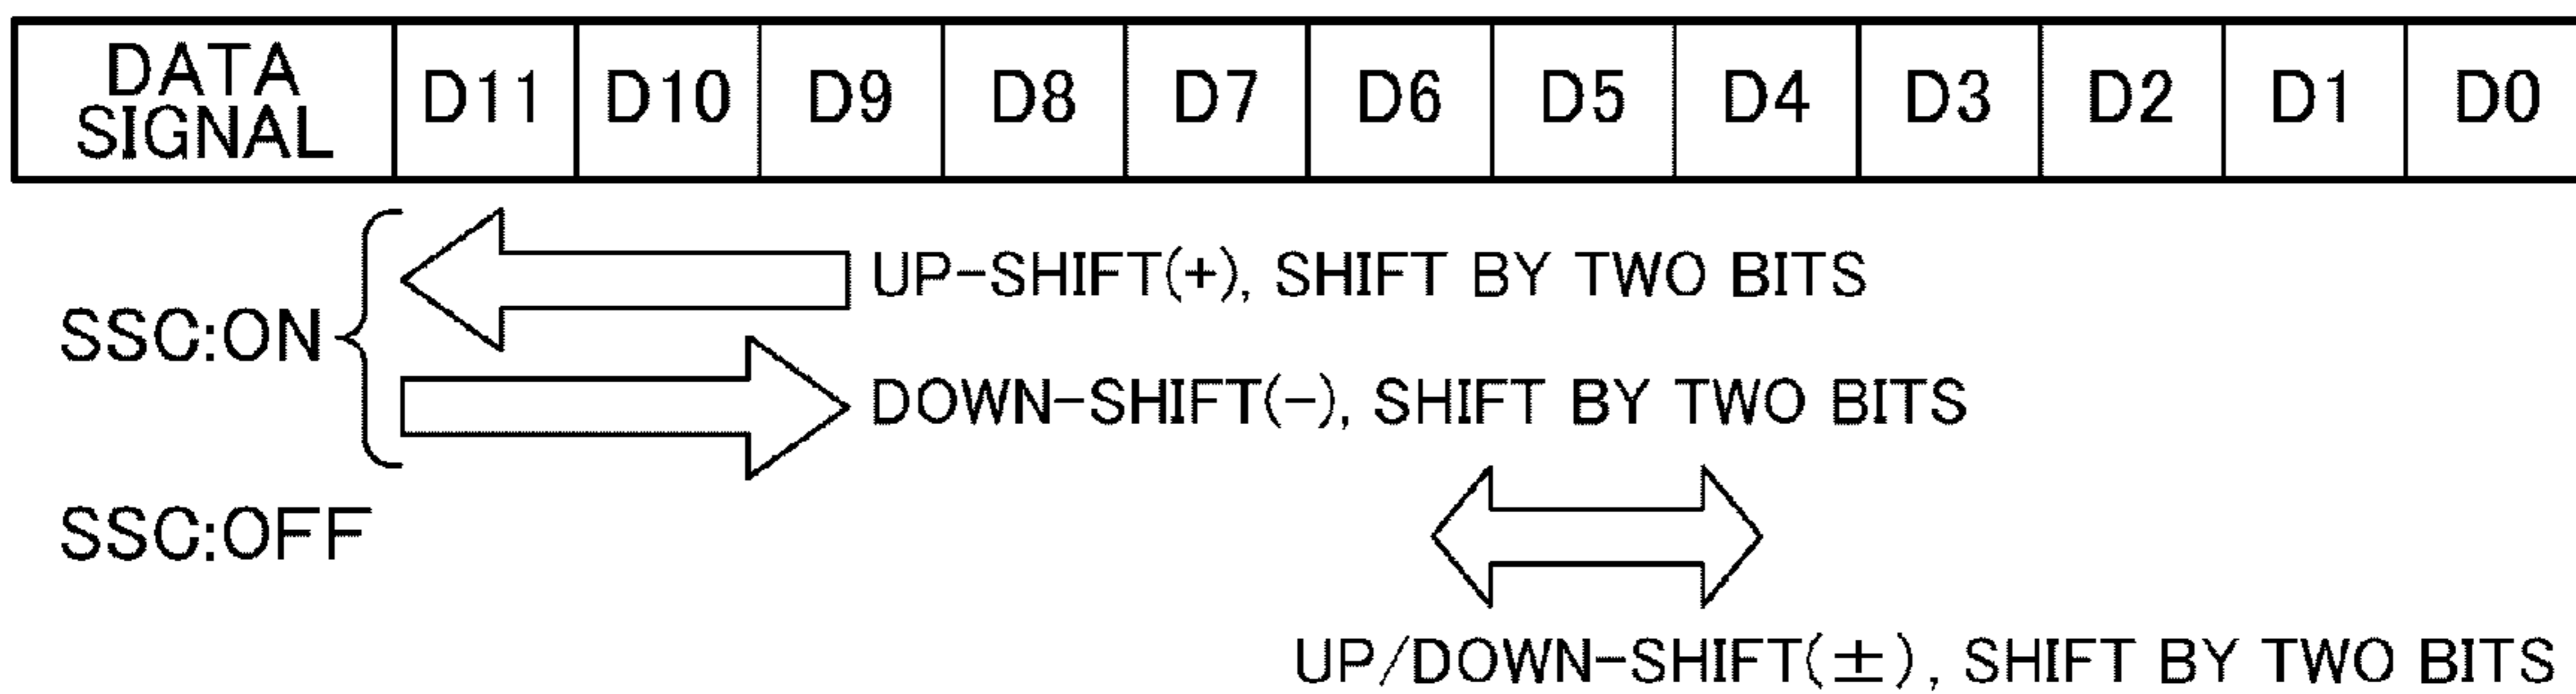 DATA SIGNAL D11 D10 D9 D8 D7 D6 D5 D4 D3 D2 D1 D0
UP-SHIFT(+), SHIFT BY TWO BITS
SSC:ON
DOWN-SHIFT(-), SHIFT BY TWO BITS
SSC:OFF
UP/DOWN-SHIFT(±), SHIFT BY TWO BITS